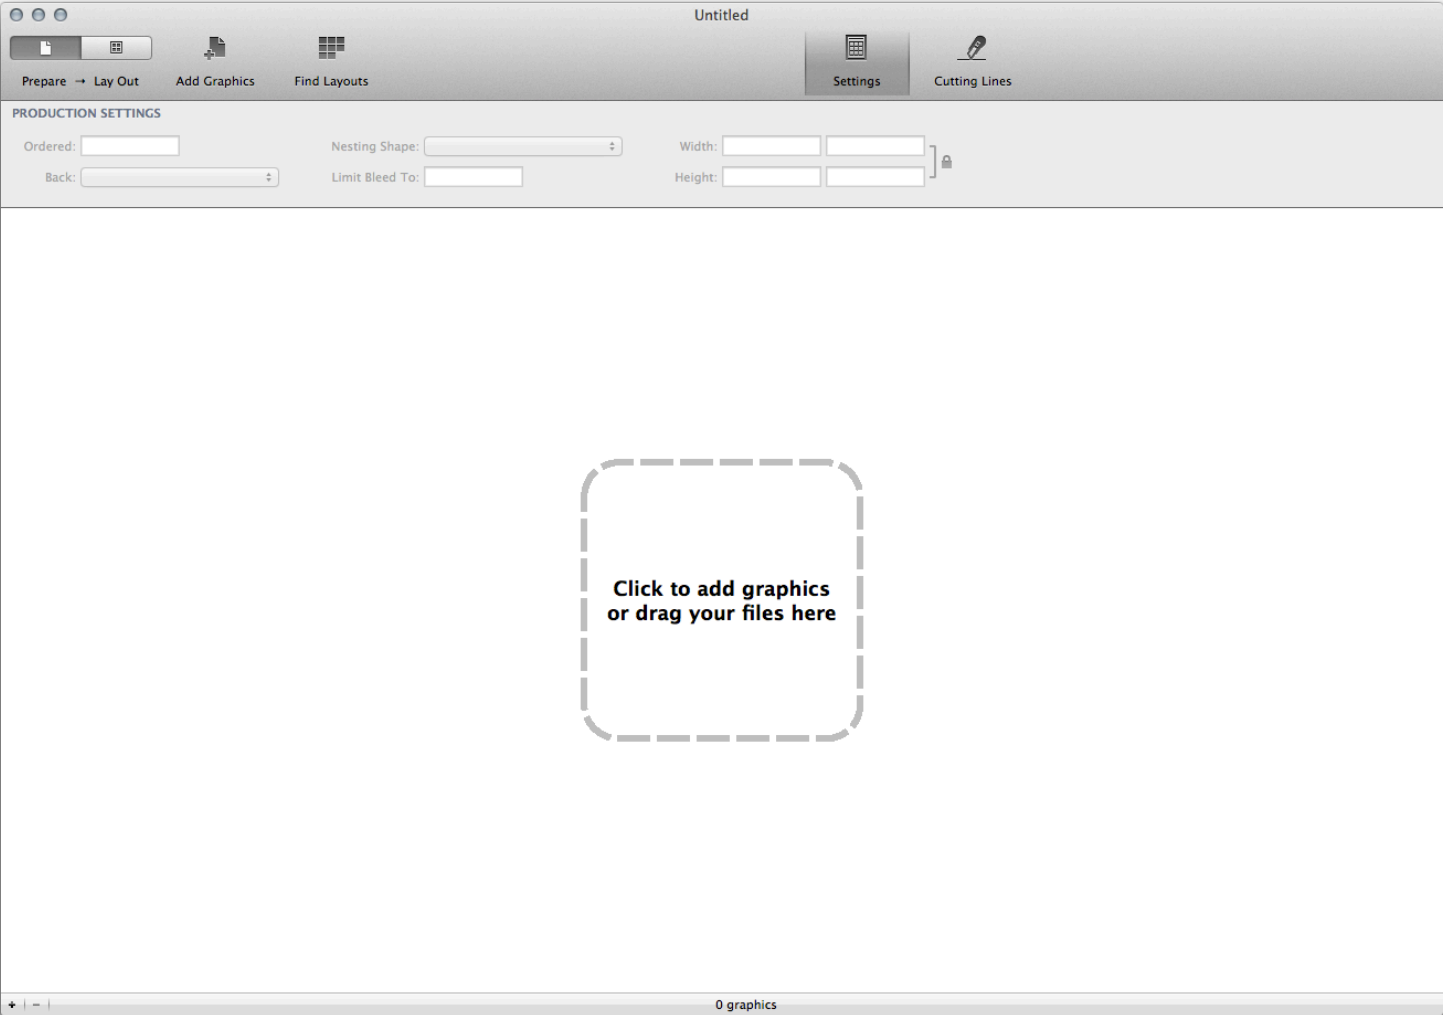 Untitled
Prepare → Lay Out
Add Graphics
Find Layouts
Settings
Cutting Lines
PRODUCTION SETTINGS
Ordered:
Nesting Shape:
Width:
Back:
Limit Bleed To:
Height:
Click to add graphics
or drag your files here
0 graphics